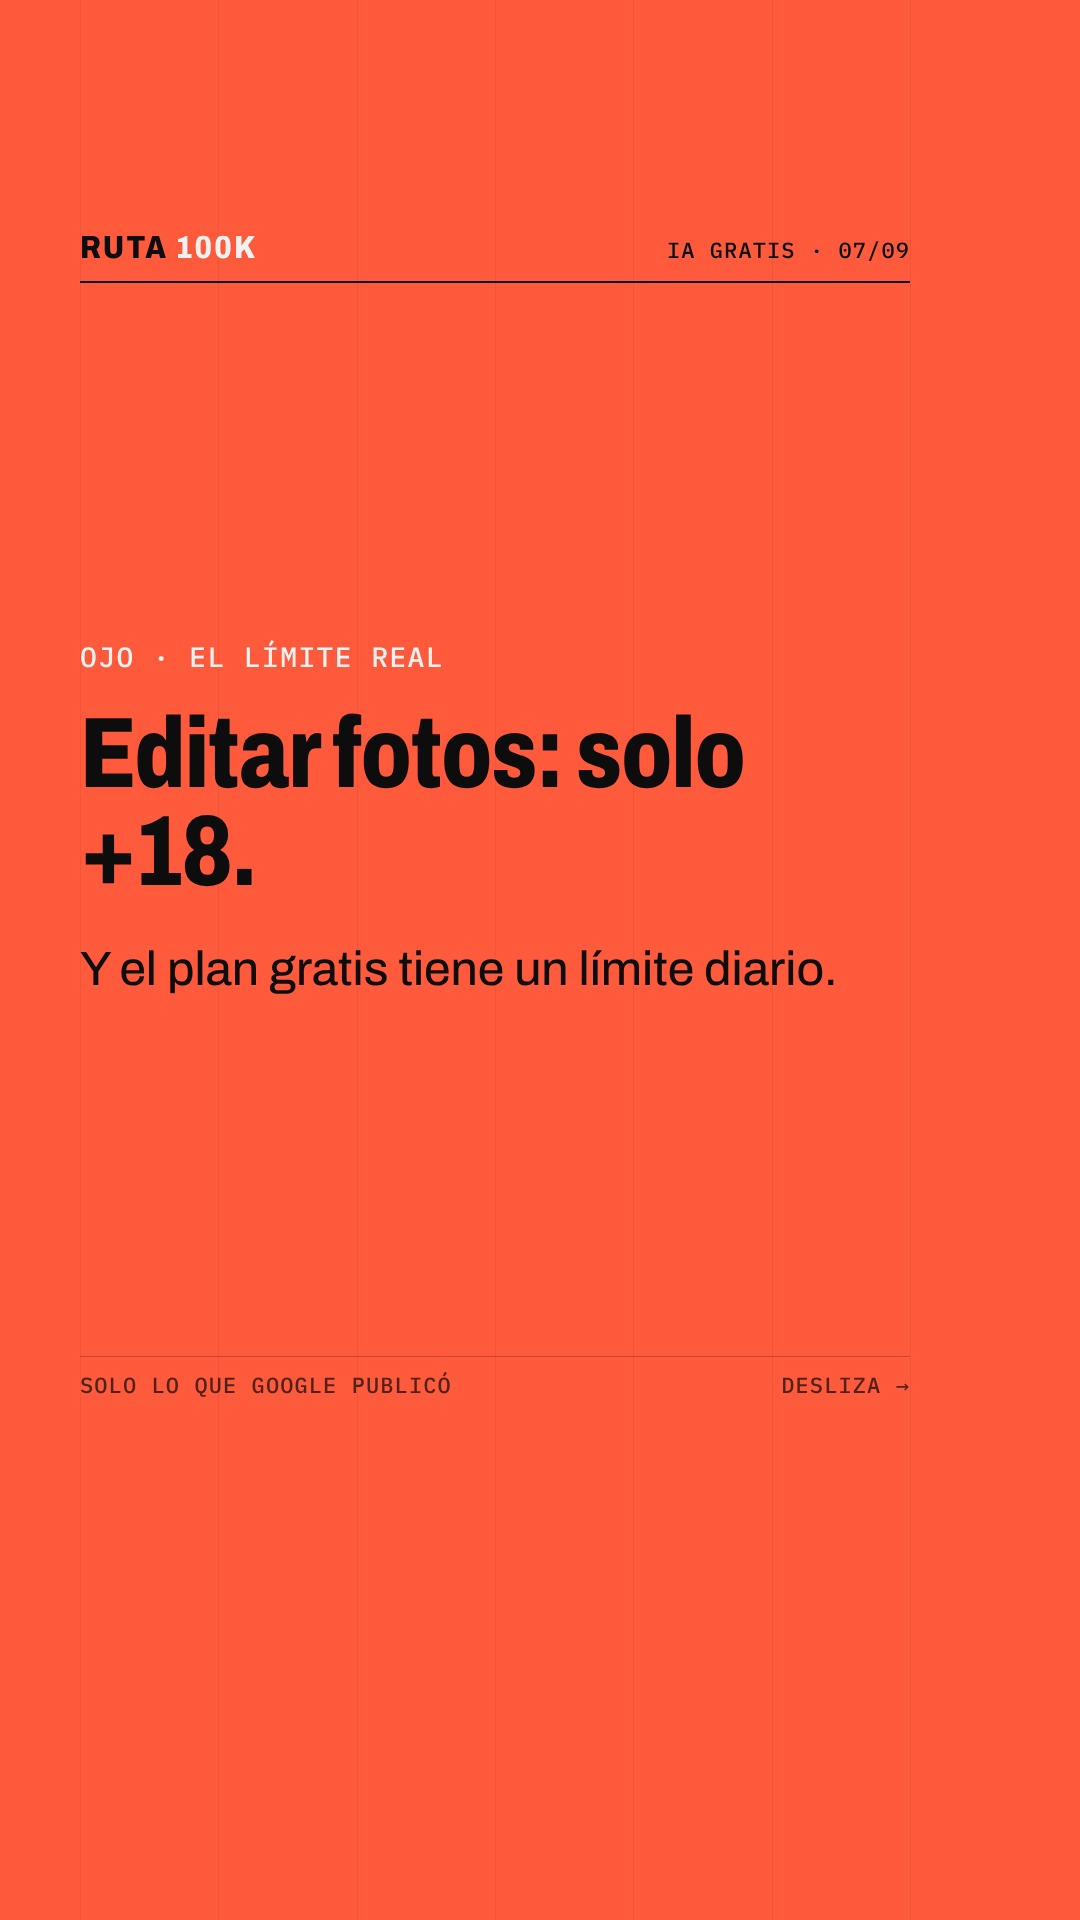 RUTA 100K
IA GRATIS · 07/09
OJO · EL LÍMITE REAL
Editar fotos: solo
+18.
Y el plan gratis tiene un límite diario.
SOLO LO QUE GOOGLE PUBLICÓ
DESLIZA →